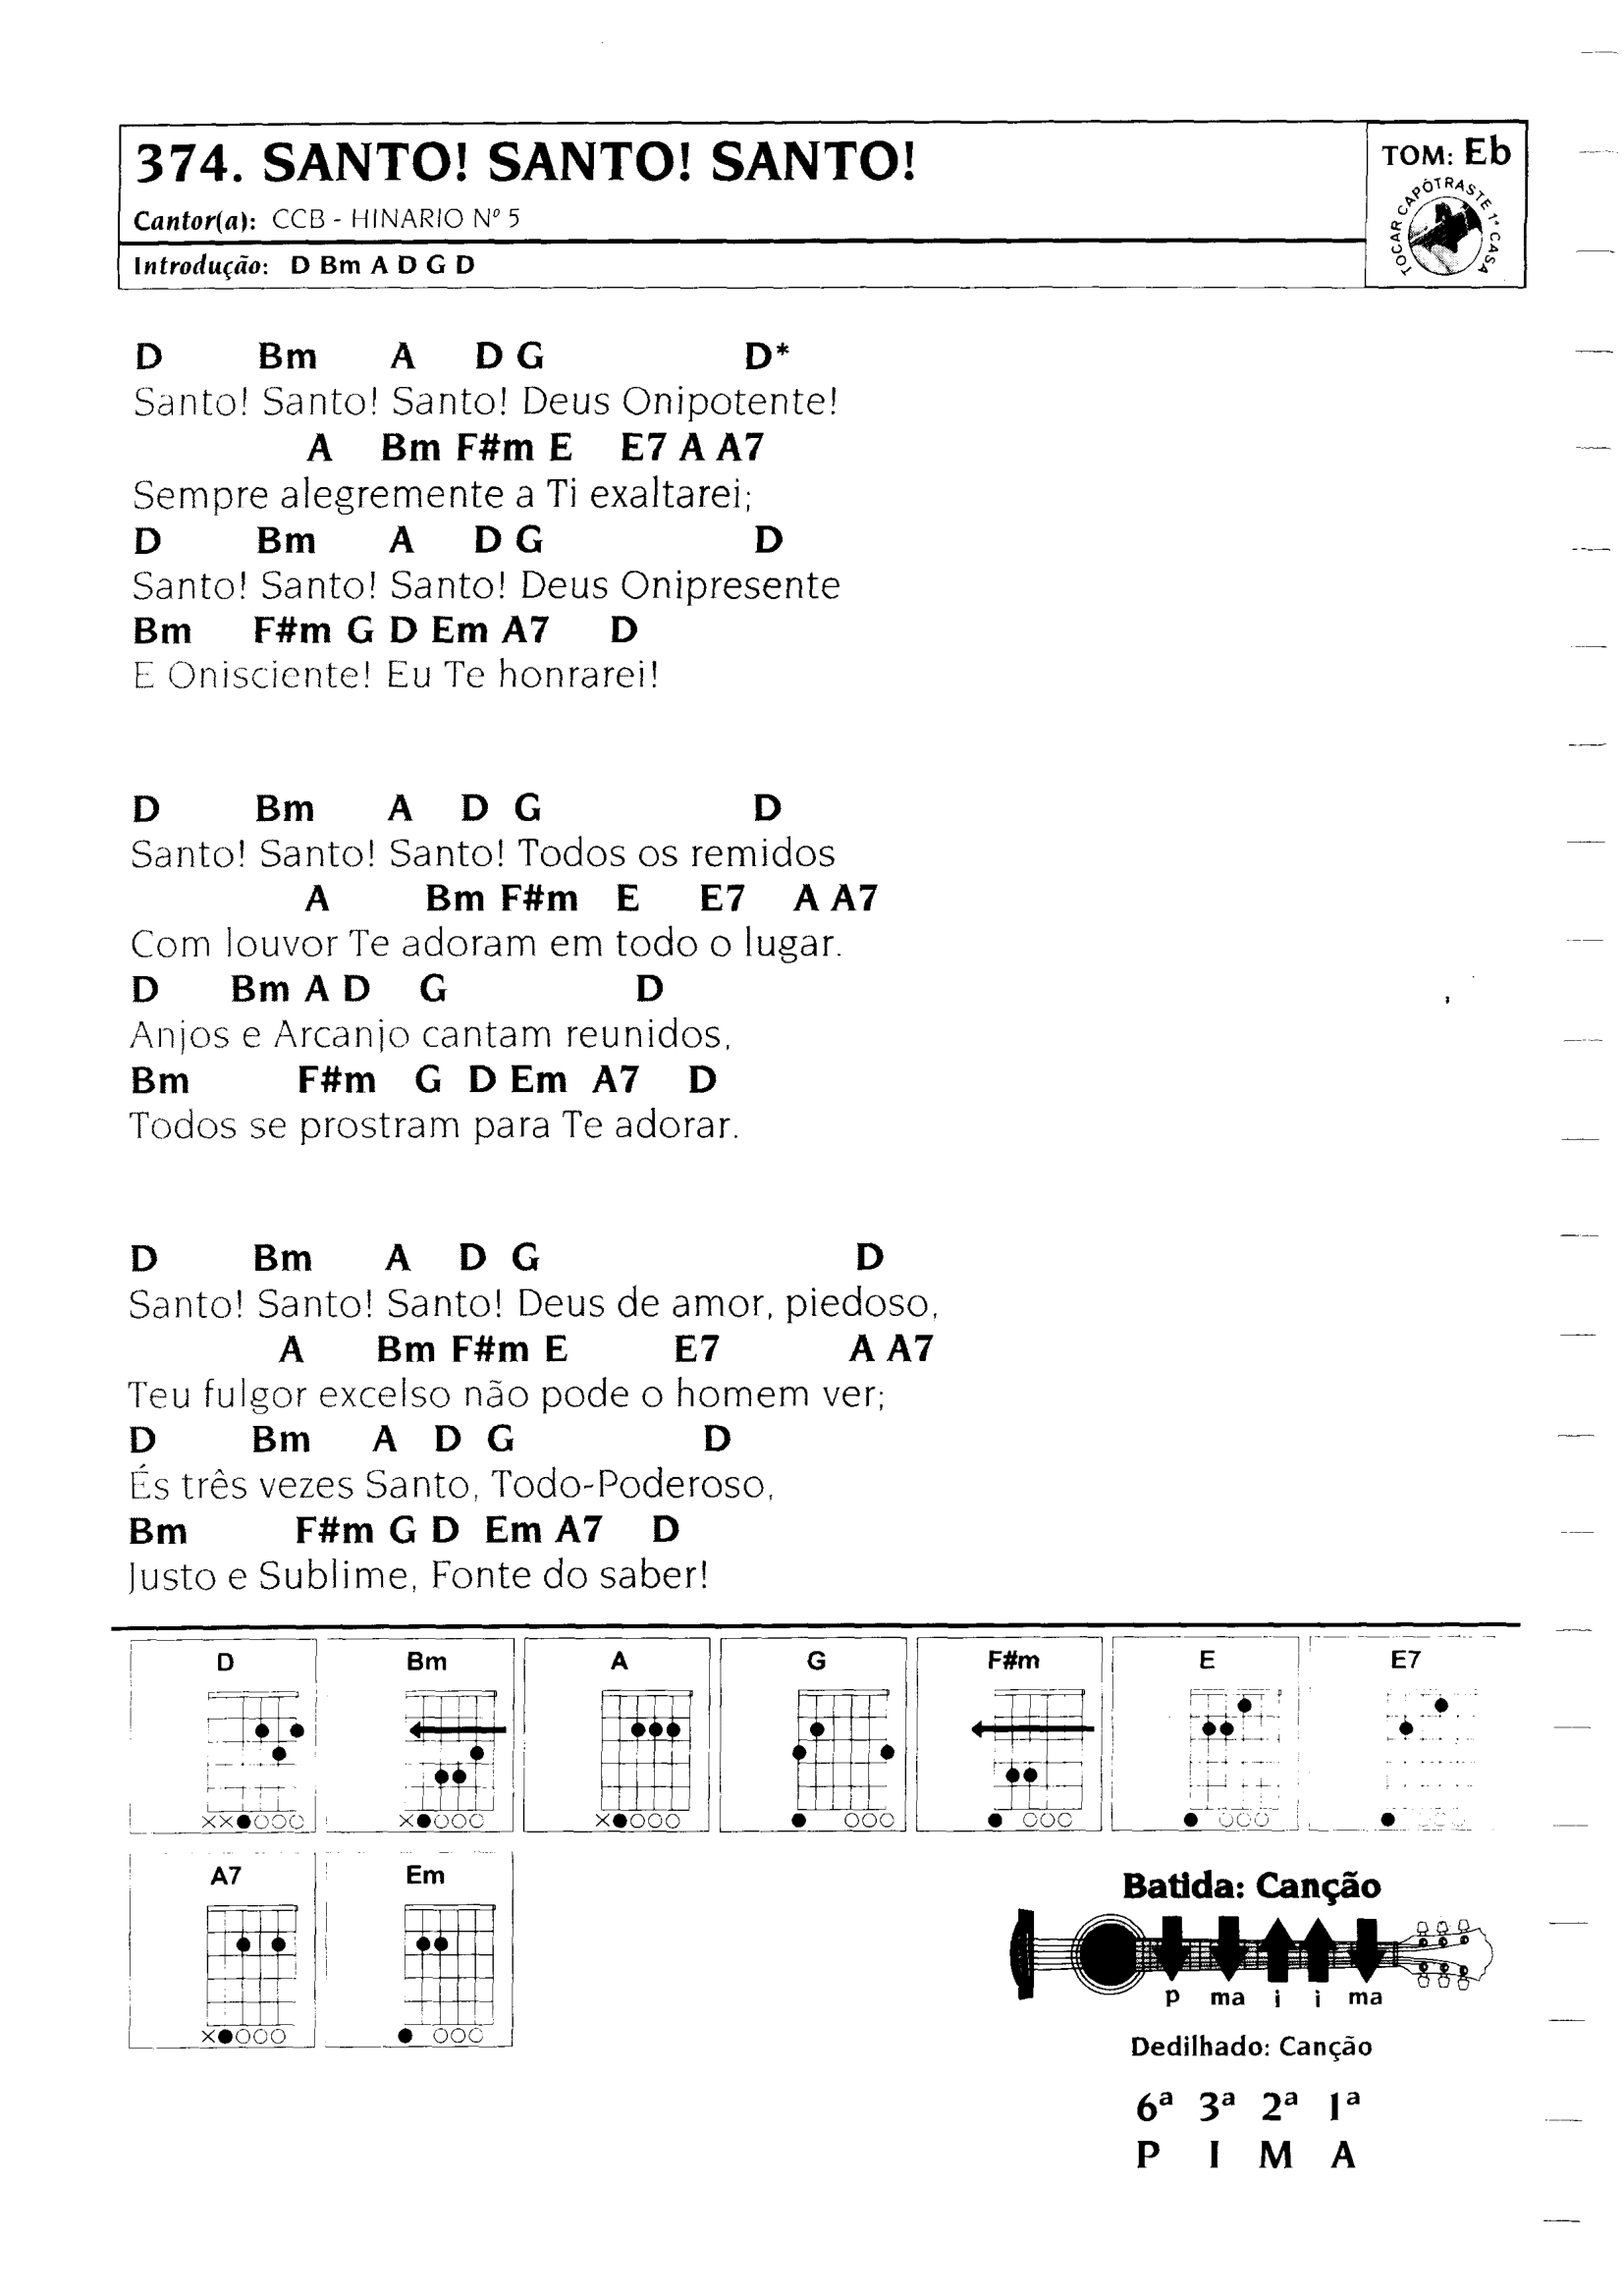 374. SANTO! SANTO! SANTO!
Cantor(a): CCB - HINARIO Nº 5
Introdução: D Bm A D G D
TOM: Eb
TOCAR CAPÔTRASTE 1ª CASA
D Bm A D G D*
Santo! Santo! Santo! Deus Onipotente!
A Bm F#m E E7 A A7
Sempre alegremente a Ti exaltarei;
D Bm A D G D
Santo! Santo! Santo! Deus Onipresente
Bm F#m G D Em A7 D
E Onisciente! Eu Te honrarei!
D Bm A D G D
Santo! Santo! Santo! Todos os remidos
A Bm F#m E E7 A A7
Com louvor Te adoram em todo o lugar.
D Bm A D G D
Anjos e Arcanjo cantam reunidos,
Bm F#m G D Em A7 D
Todos se prostram para Te adorar.
D Bm A D G D
Santo! Santo! Santo! Deus de amor, piedoso,
A Bm F#m E E7 A A7
Teu fulgor excelso não pode o homem ver;
D Bm A D G D
És três vezes Santo, Todo-Poderoso,
Bm F#m G D Em A7 D
Justo e Sublime, Fonte do saber!
D Bm A G F#m E E7
A7 Em
Batida: Canção
p ma i i ma
Dedilhado: Canção
6ª 3ª 2ª 1ª
P I M A